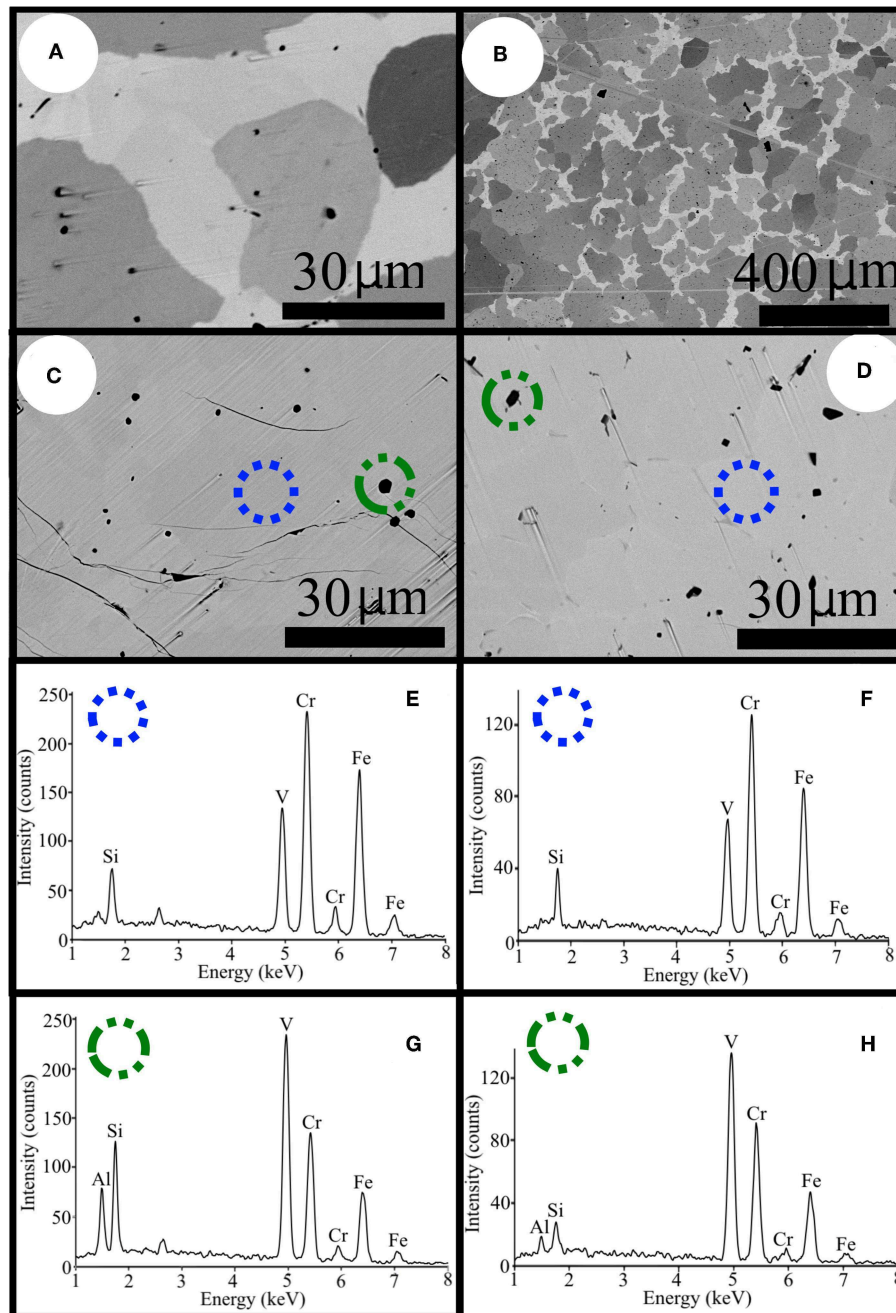 A
30 μm
B
400 μm
C
30 μm
D
30 μm
E
Intensity (counts)
250
200
150
100
50
0
Si
V
Cr
Cr
Fe
Fe
1 2 3 4 5 6 7 8
Energy (keV)
F
Intensity (counts)
120
80
40
0
Si
V
Cr
Cr
Fe
Fe
1 2 3 4 5 6 7 8
Energy (keV)
G
Intensity (counts)
250
200
150
100
50
0
Al
Si
V
Cr
Cr
Fe
Fe
1 2 3 4 5 6 7 8
Energy (keV)
H
Intensity (counts)
120
80
40
0
Al
Si
V
Cr
Cr
Fe
Fe
1 2 3 4 5 6 7 8
Energy (keV)